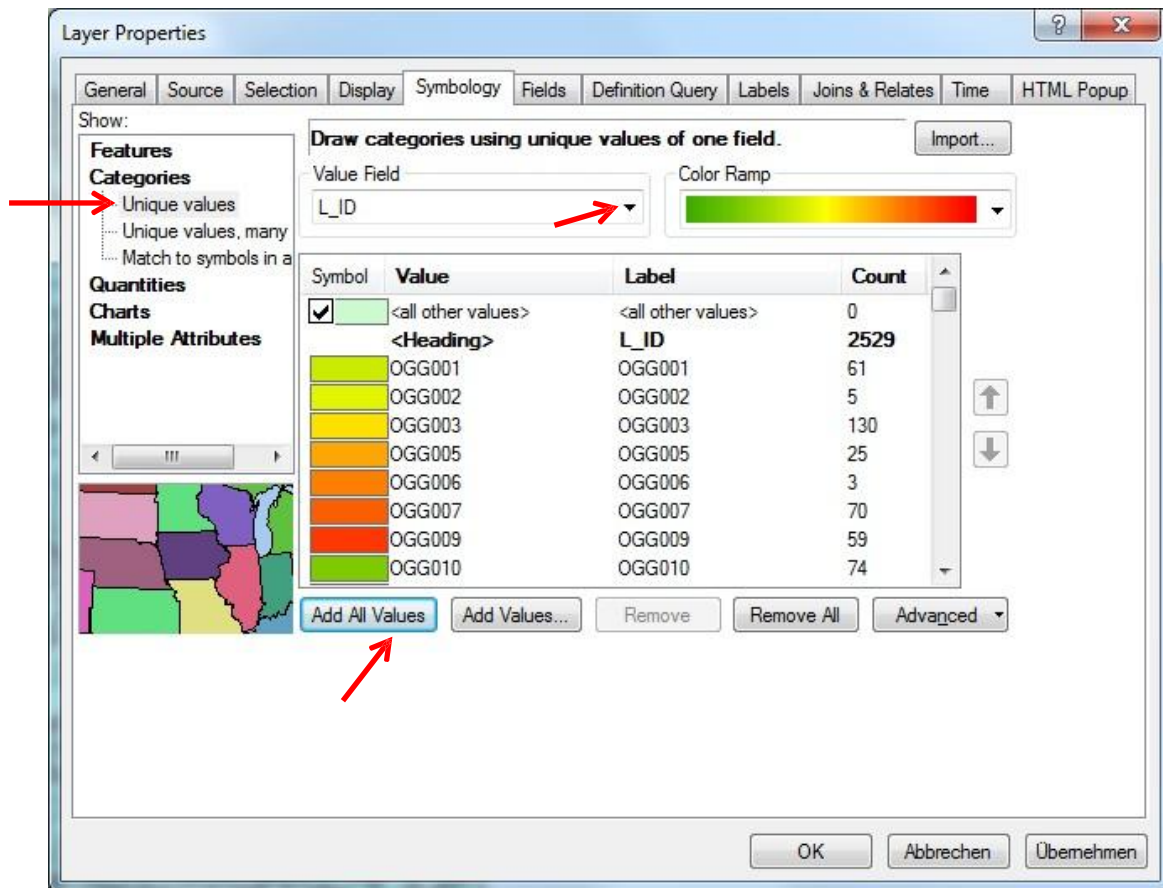 Layer Properties
General Source Selection Display Symbology Fields Definition Query Labels Joins & Relates Time HTML Popup
Show:
Features
Categories
Unique values
Unique values, many
Match to symbols in a
Quantities
Charts
Multiple Attributes
Draw categories using unique values of one field.
Import...
Value Field
L_ID
Color Ramp
Symbol Value Label Count
<all other values> <all other values> 0
<Heading> L_ID 2529
OGG001 OGG001 61
OGG002 OGG002 5
OGG003 OGG003 130
OGG005 OGG005 25
OGG006 OGG006 3
OGG007 OGG007 70
OGG009 OGG009 59
OGG010 OGG010 74
Add All Values Add Values... Remove Remove All Advanced
OK Abbrechen Übernehmen